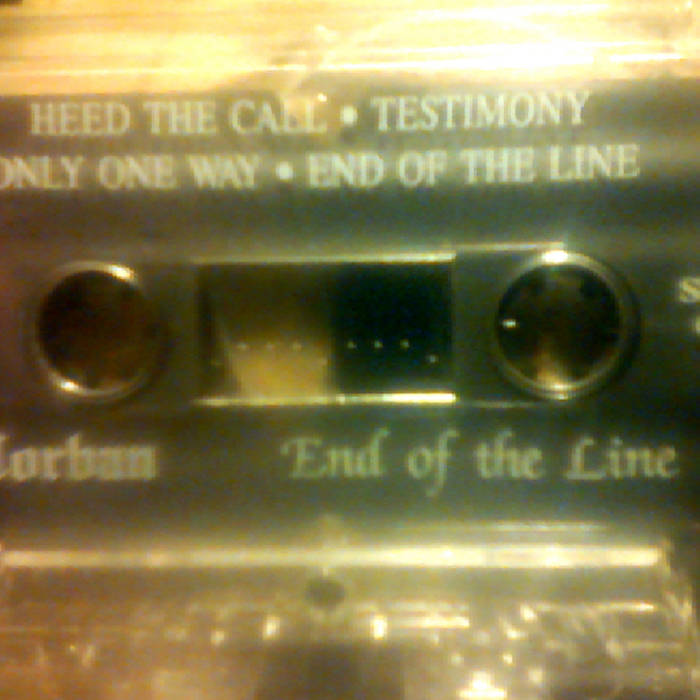 HEED THE CALL • TESTIMONY
ONLY ONE WAY • END OF THE LINE
End of the Line